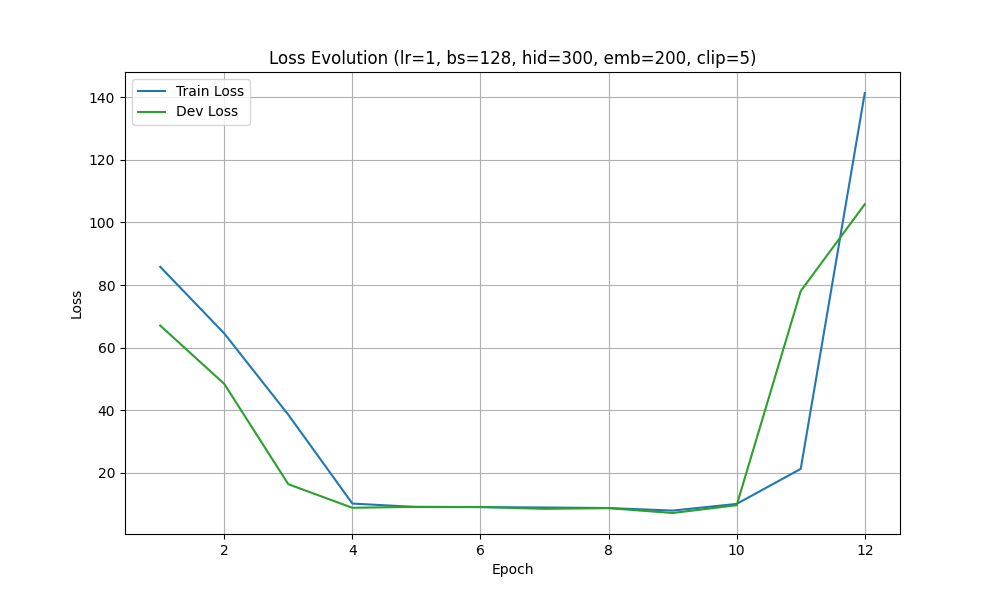 Loss Evolution (lr=1, bs=128, hid=300, emb=200, clip=5)
Train Loss
Dev Loss
140
120
100
80
60
40
20
Loss
2 4 6 8 10 12
Epoch